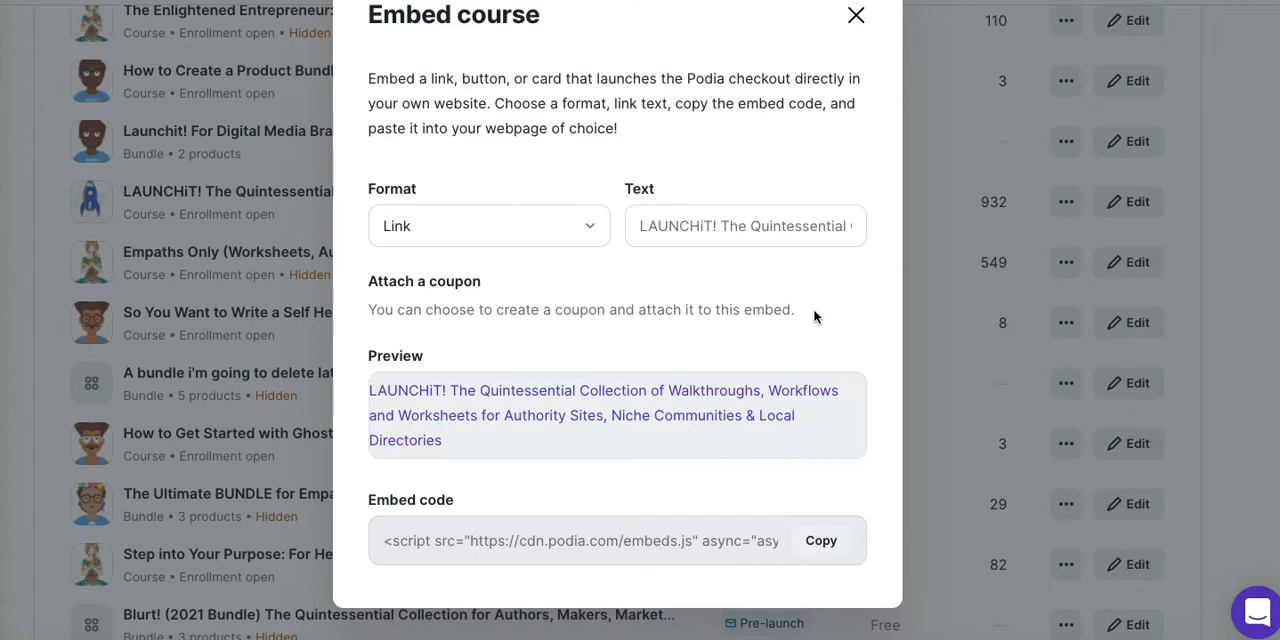 The Enlightened Entrepreneur:
Course • Enrollment open • Hidden
110
••• Edit
How to Create a Product Bundl
Course • Enrollment open
3
••• Edit
Launchit! For Digital Media Bra
Bundle • 2 products
–
••• Edit
LAUNCHiT! The Quintessential
Course • Enrollment open
932
••• Edit
Empaths Only (Worksheets, Au
Course • Enrollment open • Hidden
549
••• Edit
So You Want to Write a Self He
Course • Enrollment open
8
••• Edit
A bundle i'm going to delete lat
Bundle • 5 products • Hidden
–
••• Edit
How to Get Started with Ghost
Course • Enrollment open
3
••• Edit
The Ultimate BUNDLE for Empa
Bundle • 3 products • Hidden
29
••• Edit
Step into Your Purpose: For He
Course • Enrollment open
82
••• Edit
Blurt! (2021 Bundle) The Quintessential Collection for Authors, Makers, Market...
Bundle • 3 products • Hidden
Pre-launch
Free
–
••• Edit
Embed course
Embed a link, button, or card that launches the Podia checkout directly in
your own website. Choose a format, link text, copy the embed code, and
paste it into your webpage of choice!
Format
Text
Link
LAUNCHiT! The Quintessential
Attach a coupon
You can choose to create a coupon and attach it to this embed.
Preview
LAUNCHiT! The Quintessential Collection of Walkthroughs, Workflows
and Worksheets for Authority Sites, Niche Communities & Local
Directories
Embed code
<script src="https://cdn.podia.com/embeds.js" async="asy
Copy